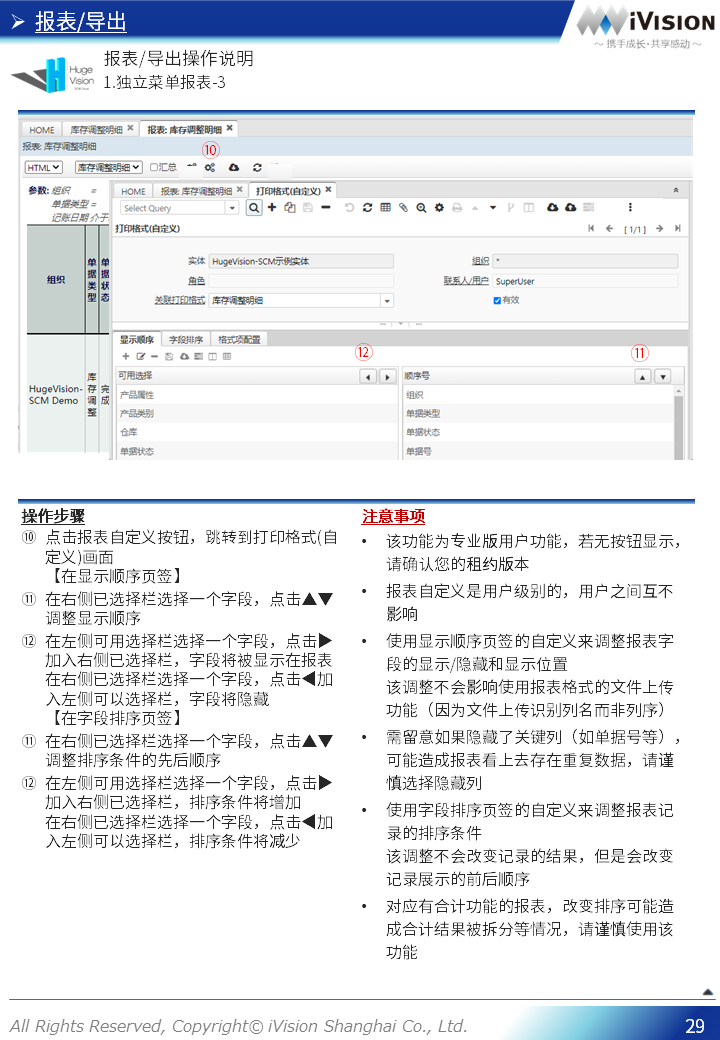 报表/导出
iVision
～ 携手成长·共享感动 ～
Huge
Vision
报表/导出操作说明
1.独立菜单报表-3
HOME 库存调整明细 × 报表: 库存调整明细 ×
报表: 库存调整明细
⑩
HTML 库存调整明细 汇总
参数: 组织 =
单据类型 =
记账日期 介于
HOME 报表: 库存调整明细 × 打印格式(自定义) ×
Select Query
打印格式(自定义)
[ 1/1 ]
组织
单据类型
单据状态
实体 HugeVision-SCM示例实体 组织 *
角色 联系人/用户 SuperUser
关联打印格式 库存调整明细 有效
显示顺序 字段排序 格式项配置
⑫ ⑪
可用选择 顺序号
HugeVision-SCM Demo
库存调整
完成
产品属性 组织
产品类别 单据类型
仓库 单据状态
单据状态 单据号
操作步骤
⑩ 点击报表自定义按钮，跳转到打印格式(自
定义)画面
【在显示顺序页签】
⑪ 在右侧已选择栏选择一个字段，点击▲▼
调整显示顺序
⑫ 在左侧可用选择栏选择一个字段，点击▶
加入右侧已选择栏，字段将被显示在报表
在右侧已选择栏选择一个字段，点击◀加
入左侧可以选择栏，字段将隐藏
【在字段排序页签】
⑪ 在右侧已选择栏选择一个字段，点击▲▼
调整排序条件的先后顺序
⑫ 在左侧可用选择栏选择一个字段，点击▶
加入右侧已选择栏，排序条件将增加
在右侧已选择栏选择一个字段，点击◀加
入左侧可以选择栏，排序条件将减少
注意事项
• 该功能为专业版用户功能，若无按钮显示，
请确认您的租约版本
• 报表自定义是用户级别的，用户之间互不
影响
• 使用显示顺序页签的自定义来调整报表字
段的显示/隐藏和显示位置
该调整不会影响使用报表格式的文件上传
功能（因为文件上传识别列名而非列序）
• 需留意如果隐藏了关键列（如单据号等），
可能造成报表看上去存在重复数据，请谨
慎选择隐藏列
• 使用字段排序页签的自定义来调整报表记
录的排序条件
该调整不会改变记录的结果，但是会改变
记录展示的前后顺序
• 对应有合计功能的报表，改变排序可能造
成合计结果被拆分等情况，请谨慎使用该
功能
All Rights Reserved, Copyright© iVision Shanghai Co., Ltd.
29